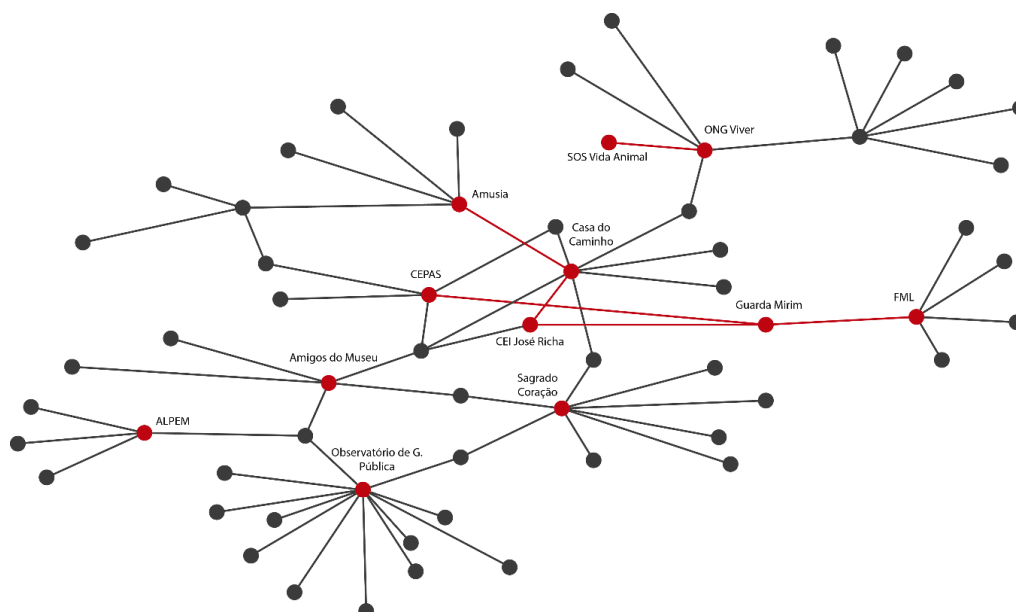 ONG Viver
SOS Vida Animal
Amusia
Casa do
Caminho
CEPAS
Guarda Mirim
FML
CEI José Richa
Amigos do Museu
Sagrado
Coração
ALPEM
Observatório de G.
Pública